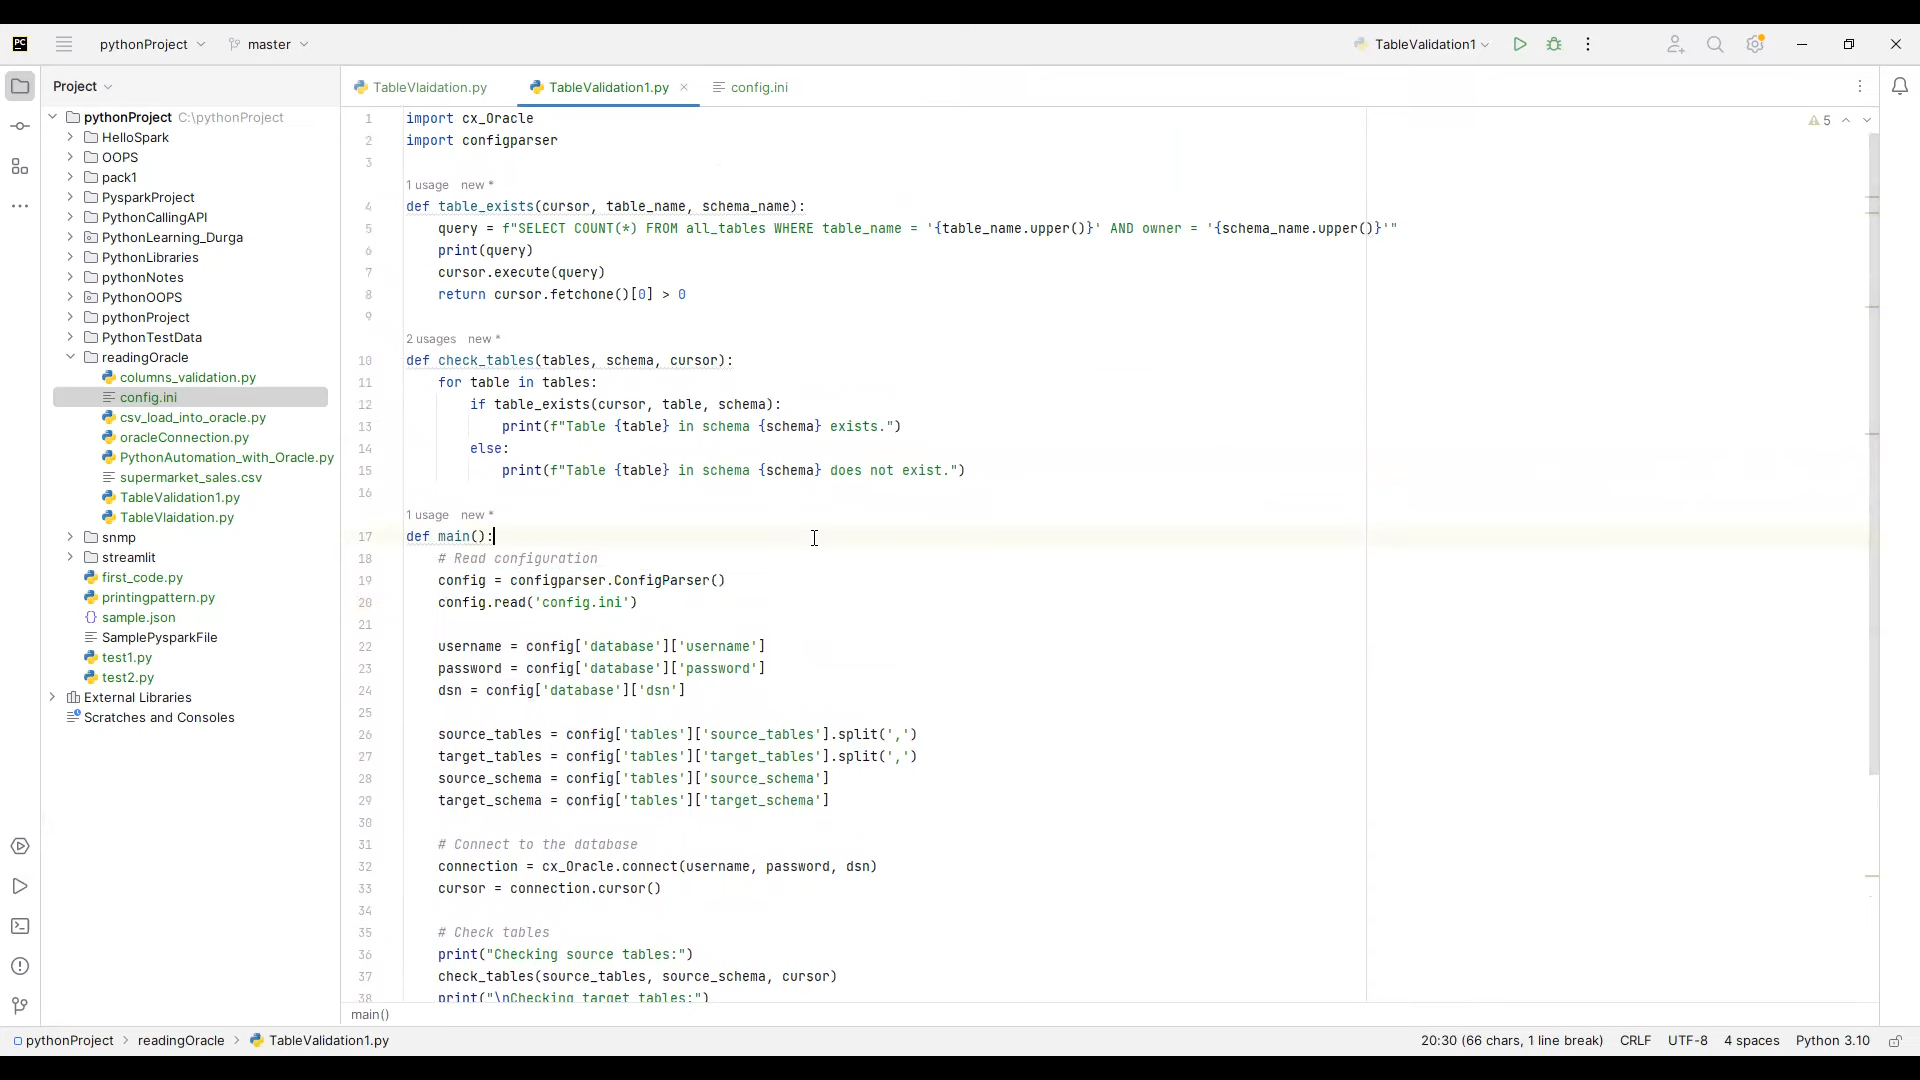 PC pythonProject master TableValidation1
Project
TableVlaidation.py TableValidation1.py config.ini
pythonProject C:\pythonProject
HelloSpark
OOPS
pack1
PysparkProject
PythonCallingAPI
PythonLearning_Durga
PythonLibraries
pythonNotes
PythonOOPS
pythonProject
PythonTestData
readingOracle
columns_validation.py
config.ini
csv_load_into_oracle.py
oracleConnection.py
PythonAutomation_with_Oracle.py
supermarket_sales.csv
TableValidation1.py
TableVlaidation.py
snmp
streamlit
first_code.py
printingpattern.py
sample.json
SamplePysparkFile
test1.py
test2.py
External Libraries
Scratches and Consoles
5
1 import cx_Oracle
2 import configparser
3
1 usage new *
4 def table_exists(cursor, table_name, schema_name):
5 query = f"SELECT COUNT(*) FROM all_tables WHERE table_name = '{table_name.upper()}' AND owner = '{schema_name.upper()}'"
6 print(query)
7 cursor.execute(query)
8 return cursor.fetchone()[0] > 0
9
2 usages new *
10 def check_tables(tables, schema, cursor):
11 for table in tables:
12 if table_exists(cursor, table, schema):
13 print(f"Table {table} in schema {schema} exists.")
14 else:
15 print(f"Table {table} in schema {schema} does not exist.")
16
1 usage new *
17 def main():
18 # Read configuration
19 config = configparser.ConfigParser()
20 config.read('config.ini')
21
22 username = config['database']['username']
23 password = config['database']['password']
24 dsn = config['database']['dsn']
25
26 source_tables = config['tables']['source_tables'].split(',')
27 target_tables = config['tables']['target_tables'].split(',')
28 source_schema = config['tables']['source_schema']
29 target_schema = config['tables']['target_schema']
30
31 # Connect to the database
32 connection = cx_Oracle.connect(username, password, dsn)
33 cursor = connection.cursor()
34
35 # Check tables
36 print("Checking source tables:")
37 check_tables(source_tables, source_schema, cursor)
38 print("\nChecking target tables:")
main()
pythonProject > readingOracle > TableValidation1.py 20:30 (66 chars, 1 line break) CRLF UTF-8 4 spaces Python 3.10